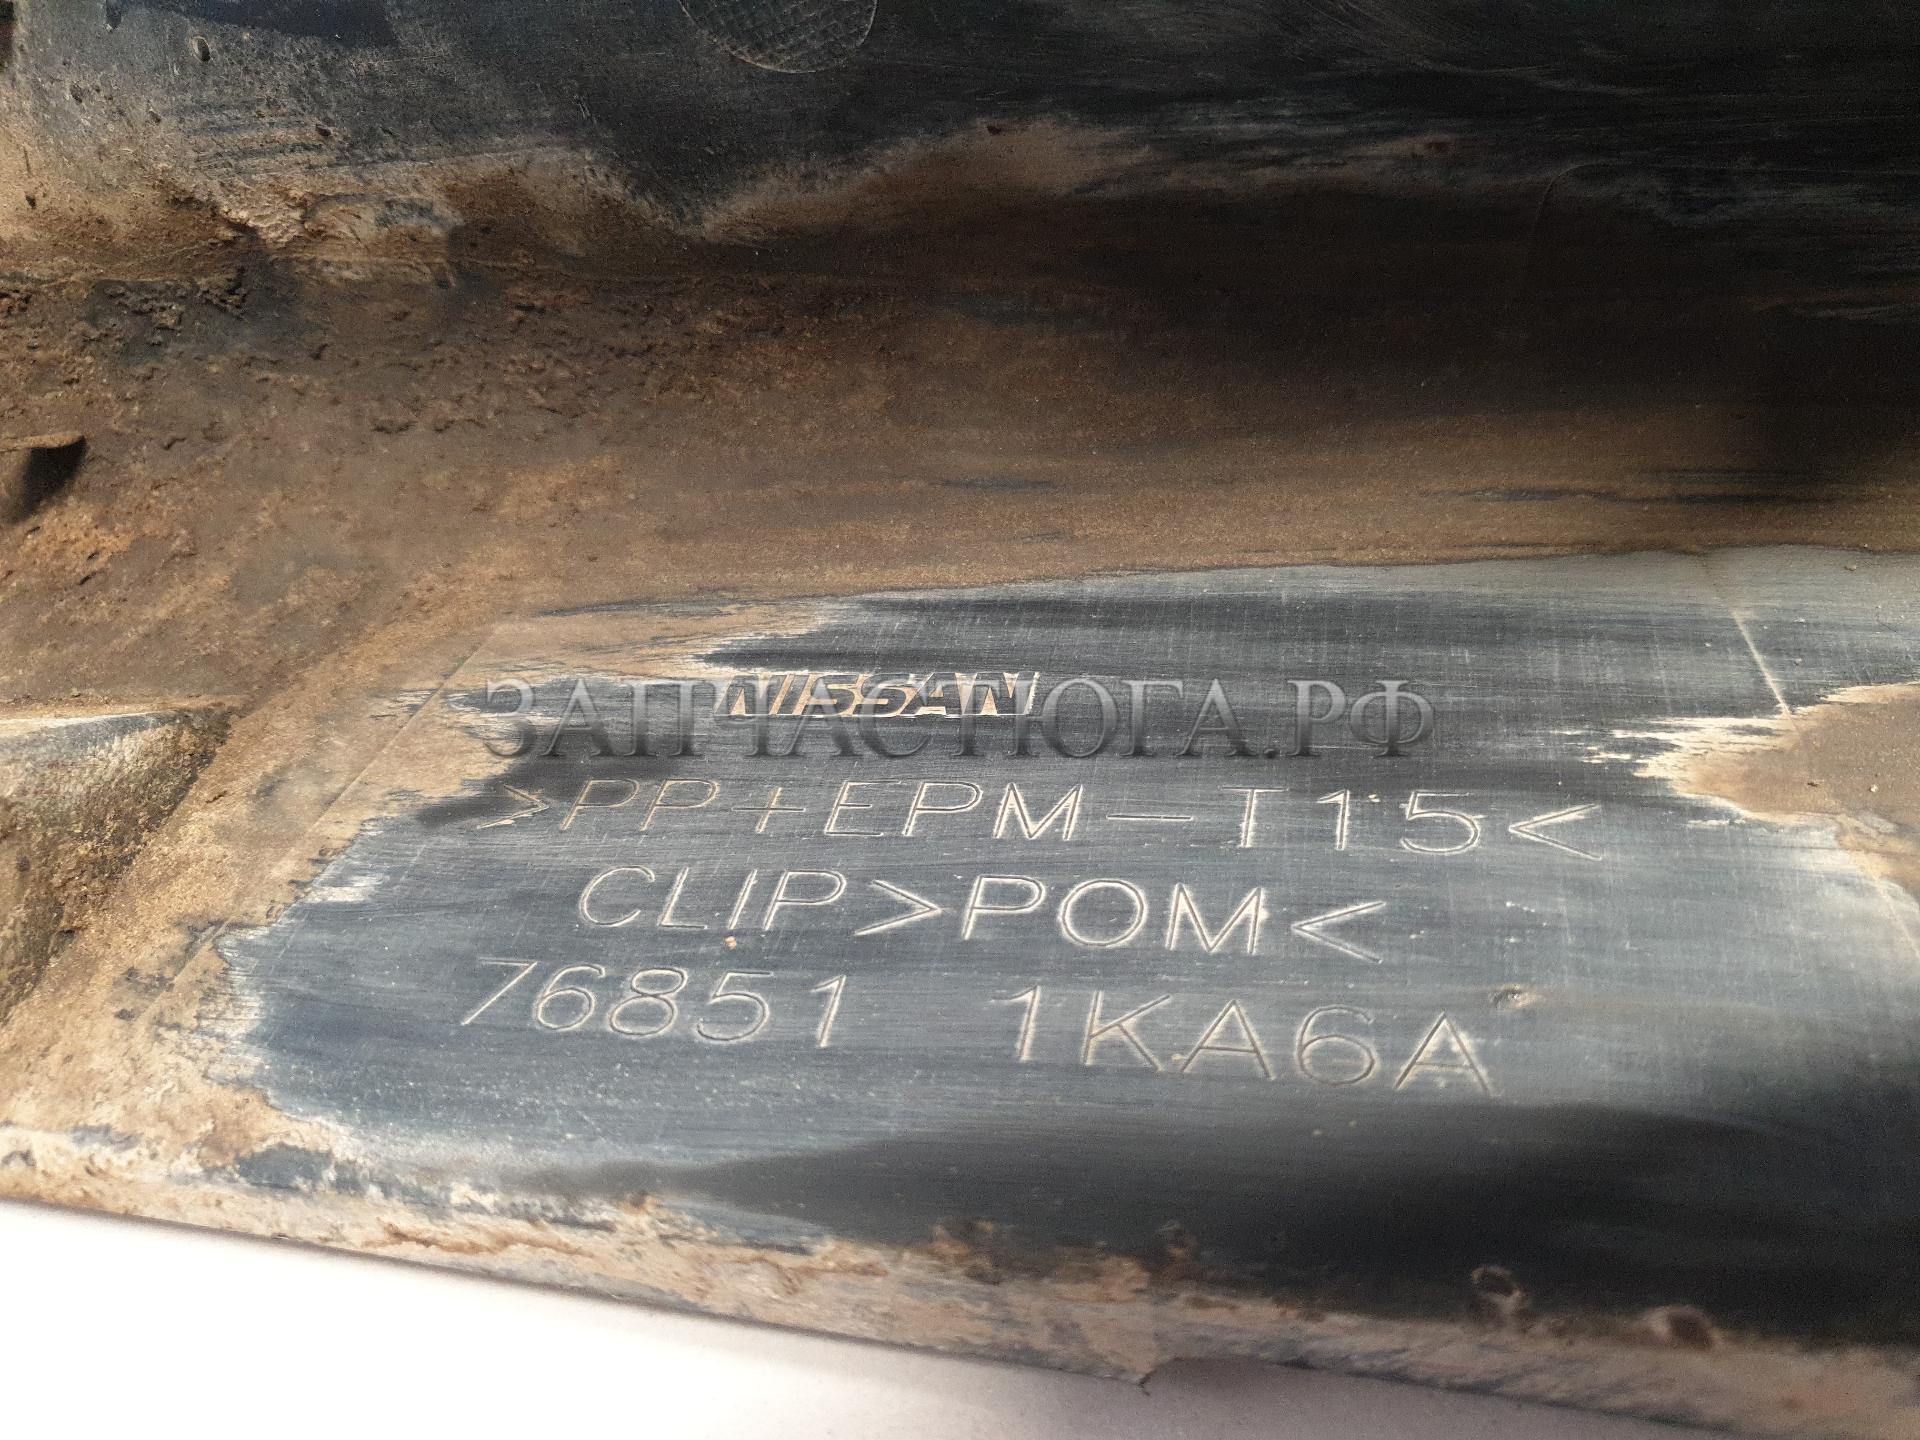 NISSAN
ЗАПЧАСТЮГА.РФ
>PP+EPM-T15<
CLIP>POM<
76851 1KA6A